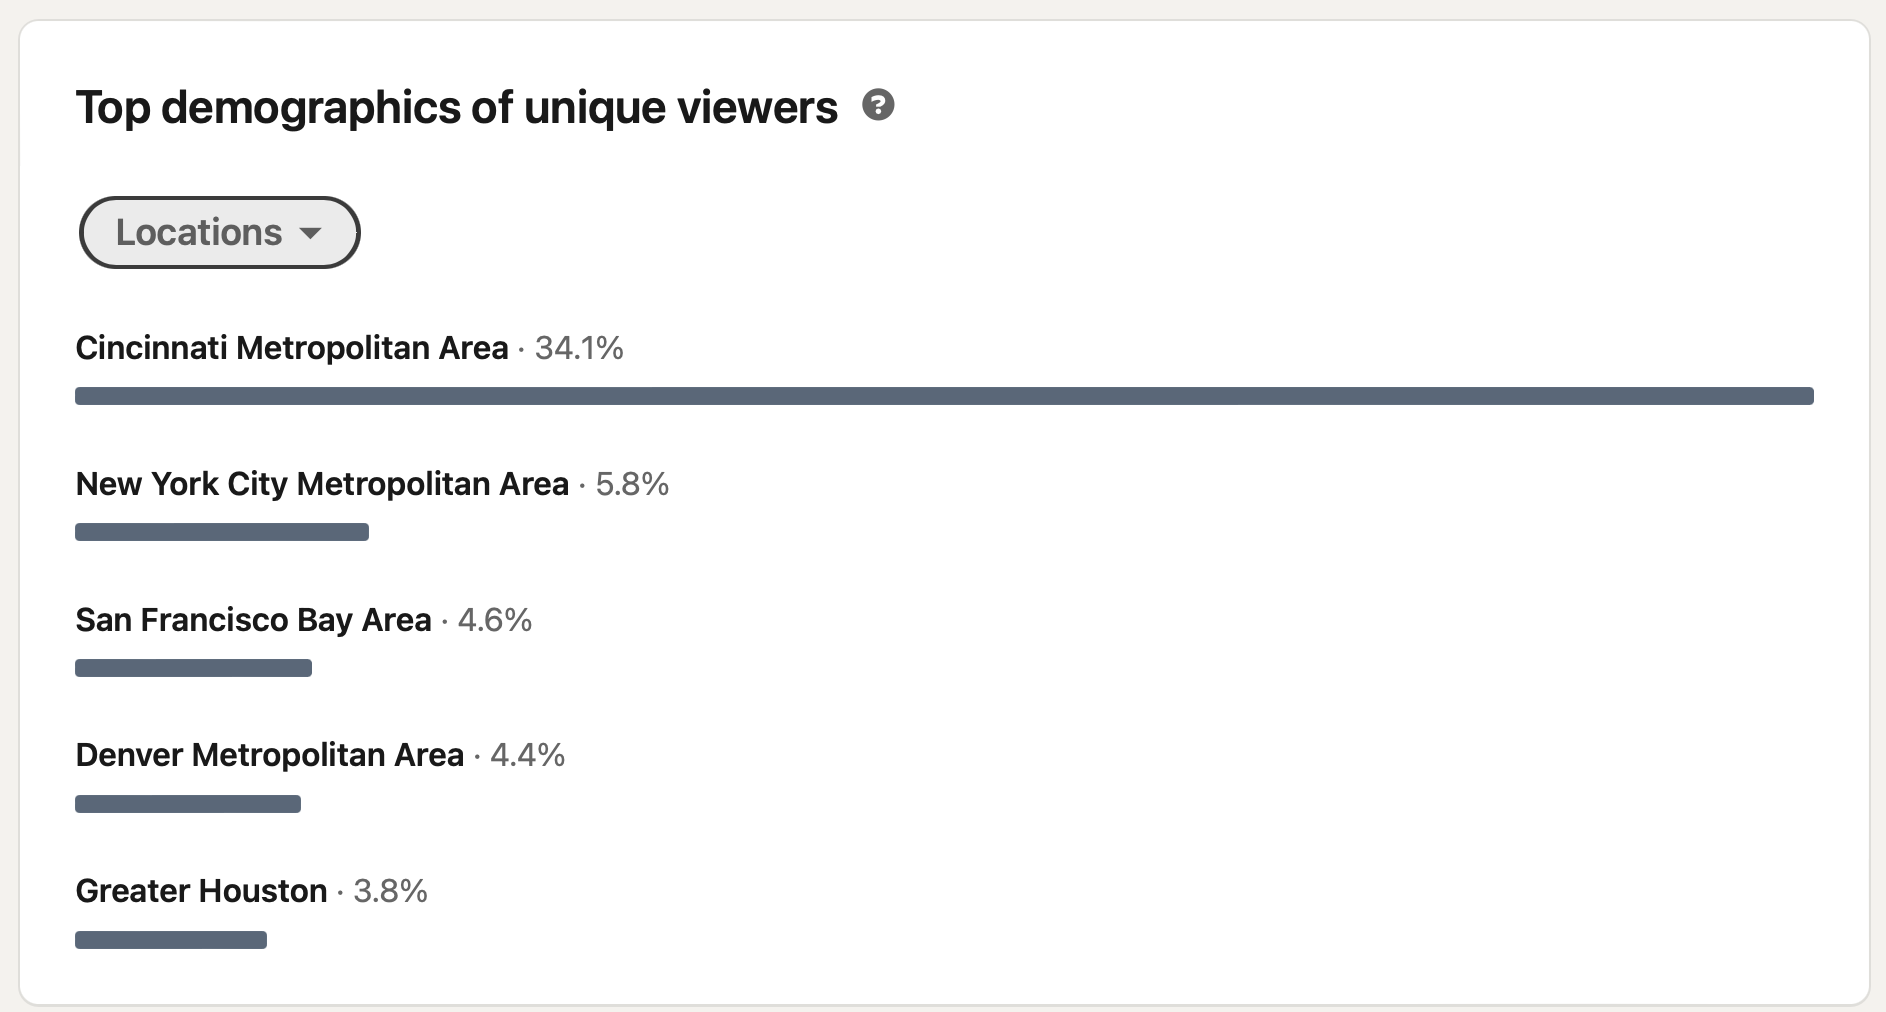 Top demographics of unique viewers ?
Locations
Cincinnati Metropolitan Area · 34.1%
New York City Metropolitan Area · 5.8%
San Francisco Bay Area · 4.6%
Denver Metropolitan Area · 4.4%
Greater Houston · 3.8%